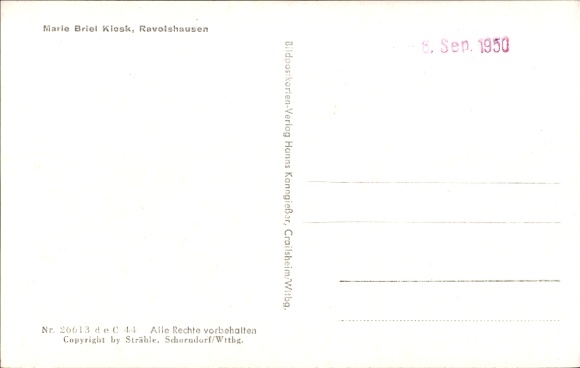 Marie Briel Kiosk, Ravolshausen
8. Sep. 1950
Bildpostkarten-Verlag Hanns Kanngießer, Crailsheim/Wttbg.
Nr. 26613 d e C 44 Alle Rechte vorbehalten
Copyright by Strähle, Schorndorf/Wttbg.